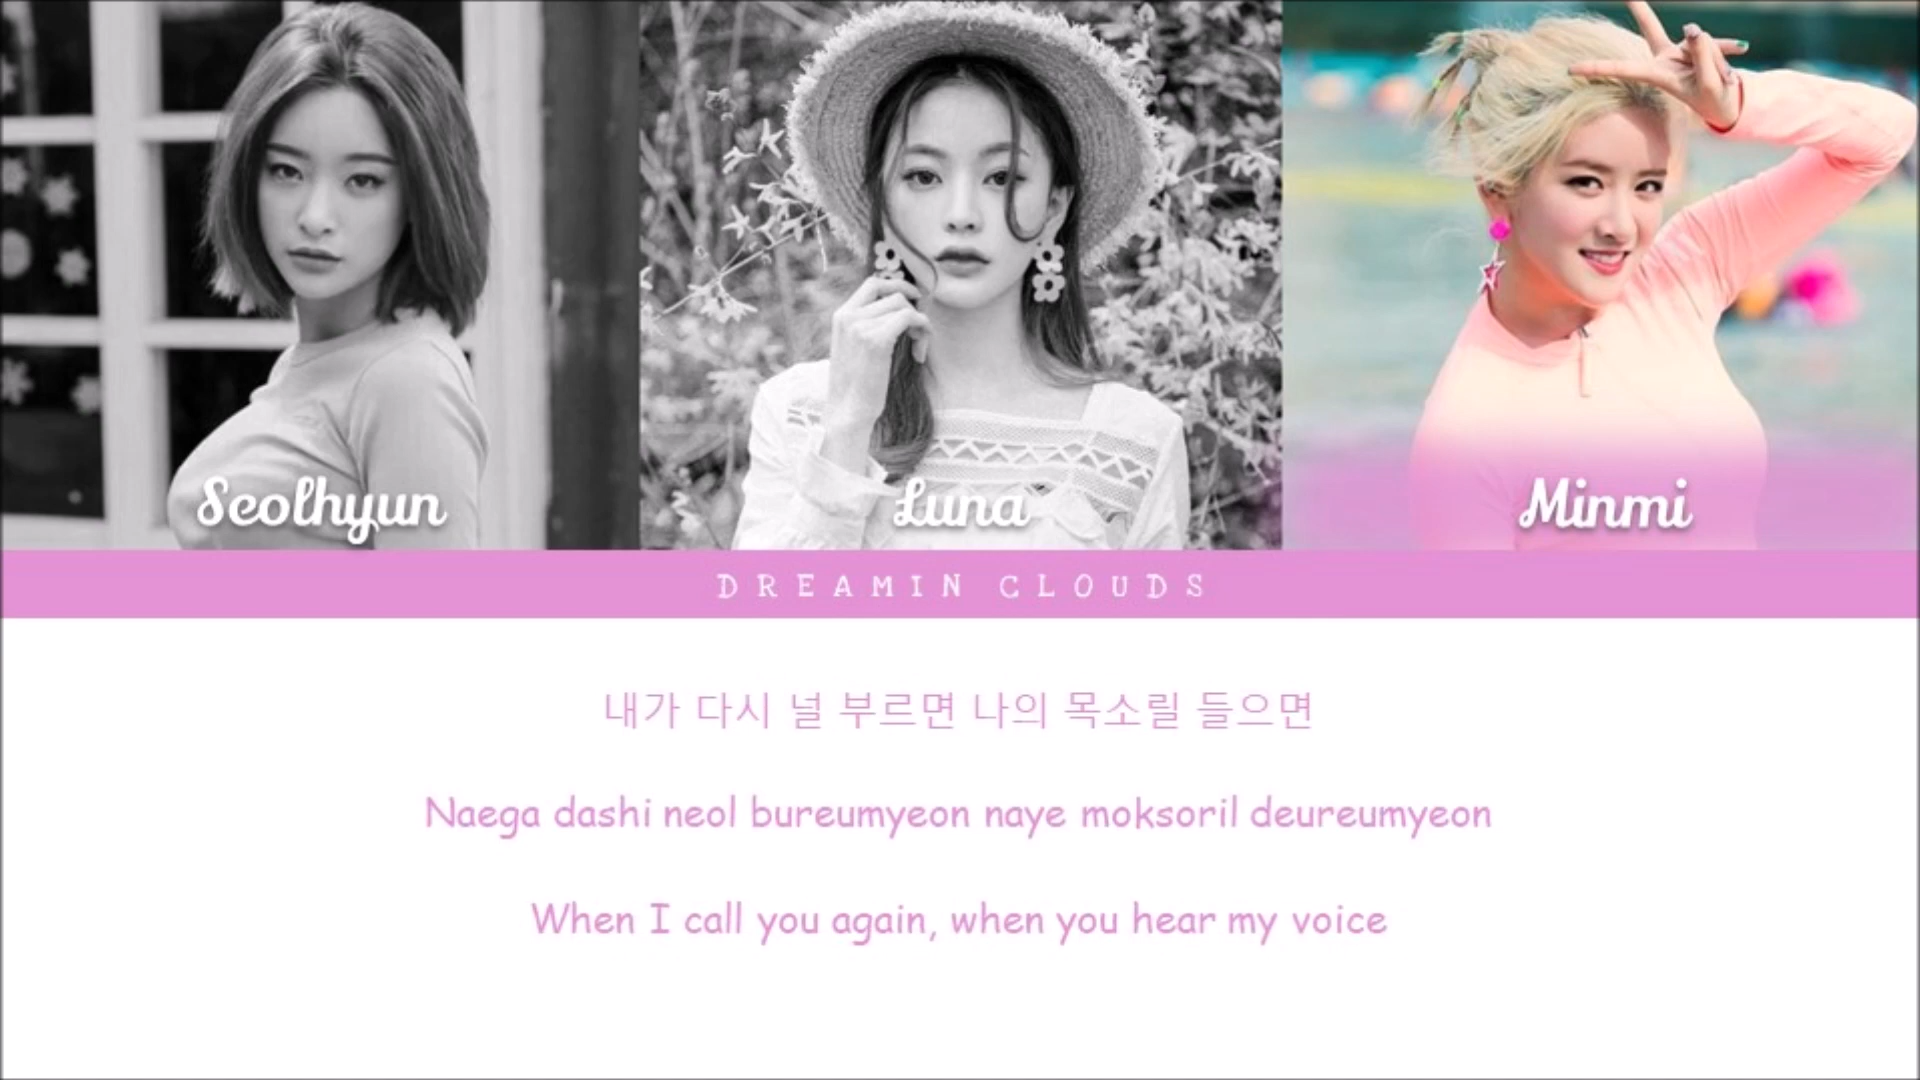 Seolhyun
Luna
Minmi
DREAMIN CLOUDS
내가 다시 널 부르면 나의 목소릴 들으면
Naega dashi neol bureumyeon naye moksoril deureumyeon
When I call you again, when you hear my voice